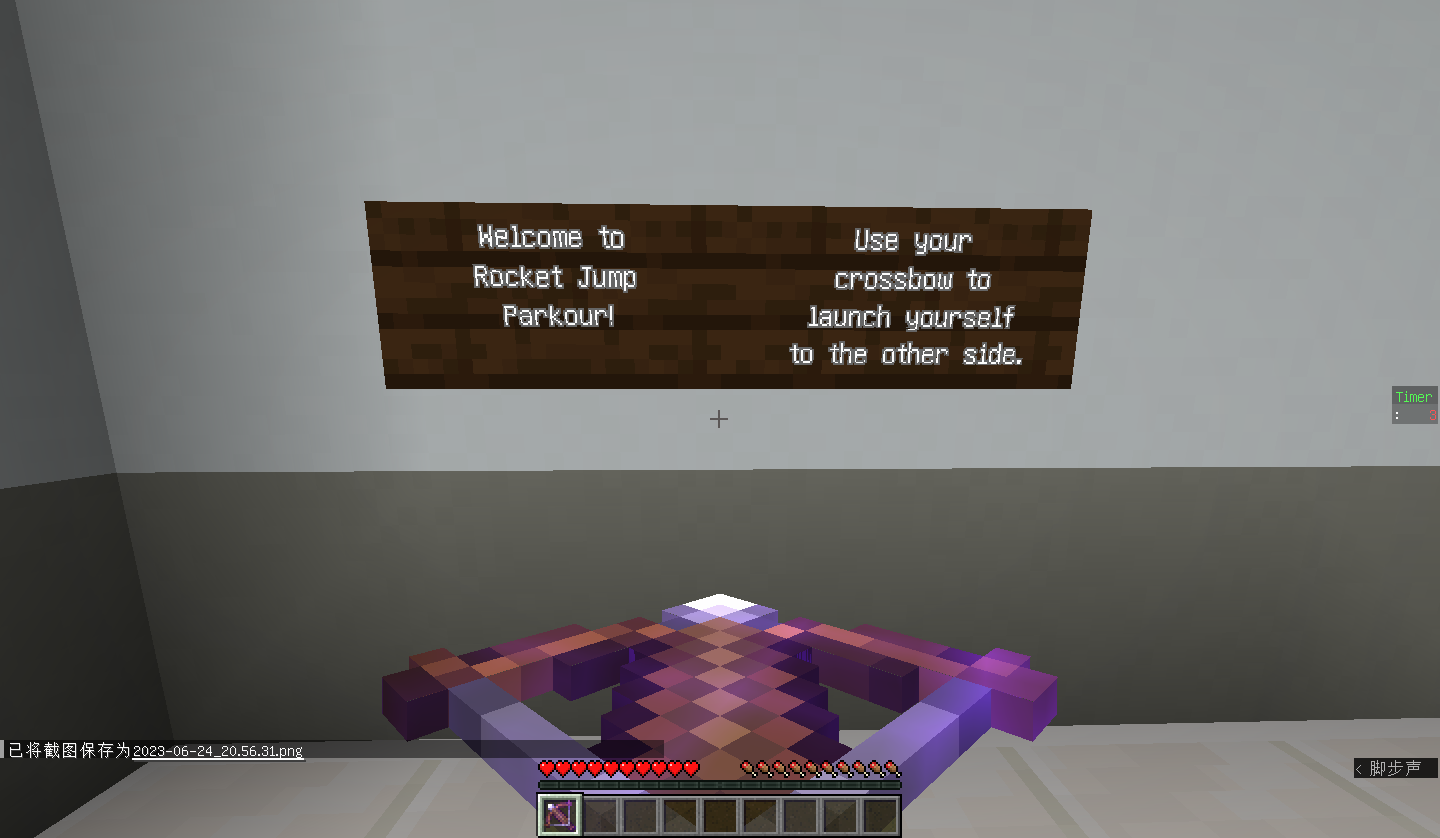 Welcome to
Rocket Jump
Parkour!
Use your
crossbow to
launch yourself
to the other side.
Timer
: 9
已将截图保存为2023-06-24_20.56.31.png
< 脚步声